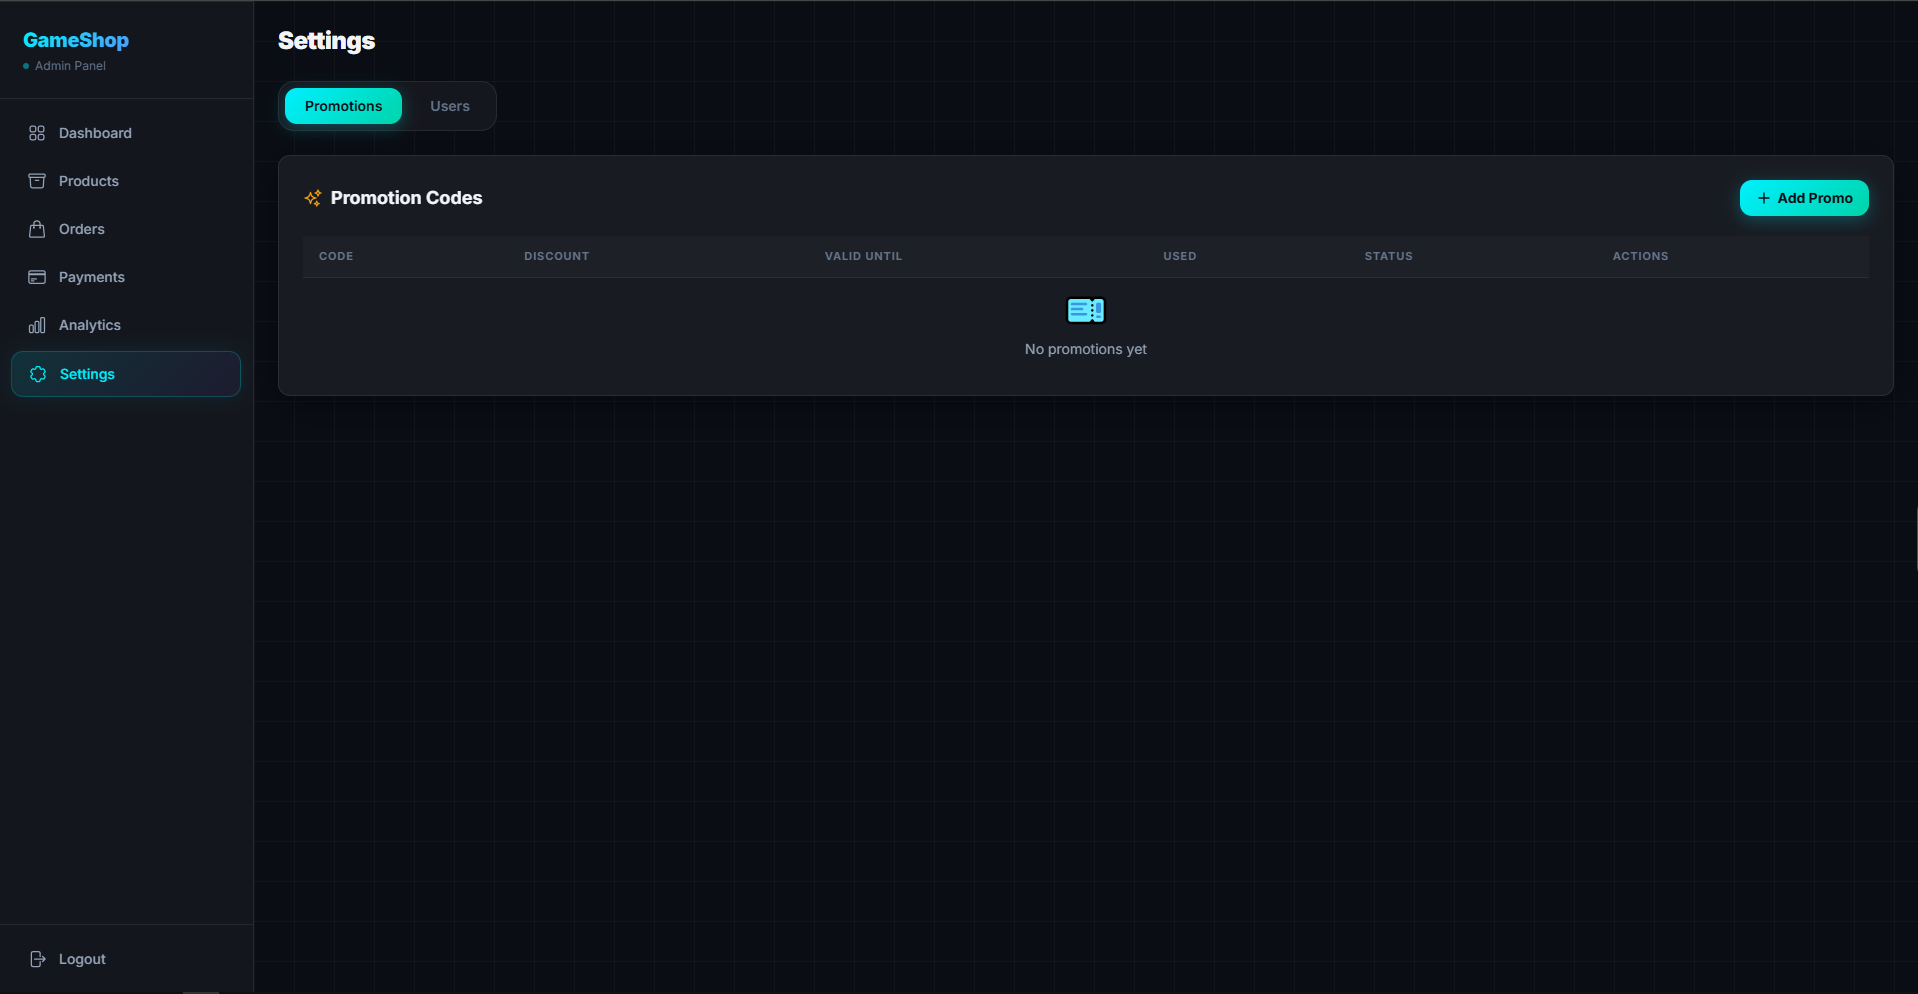 GameShop
Admin Panel
Dashboard
Products
Orders
Payments
Analytics
Settings
Logout
Settings
Promotions Users
Promotion Codes
+ Add Promo
CODE DISCOUNT VALID UNTIL USED STATUS ACTIONS
No promotions yet